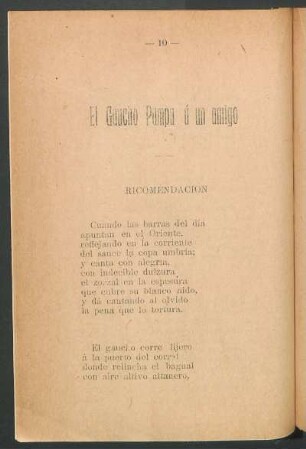 — 10 —
El Gaucho Pampa á un amigo
RICOMENDACION
Cuando las barras del dia
apuntan en el Oriente,
reflejando en la corriente
del sauce la copa umbria;
y canta con alegria,
con indecible dulzura
el zorzal en la espesura
que cubre su blanco nido,
y dá cantando al olvido
la pena que lo tortura.
El gaucho corre lijero
á la puerta del corral
donde relincha el bagual
con aire altivo altanero,